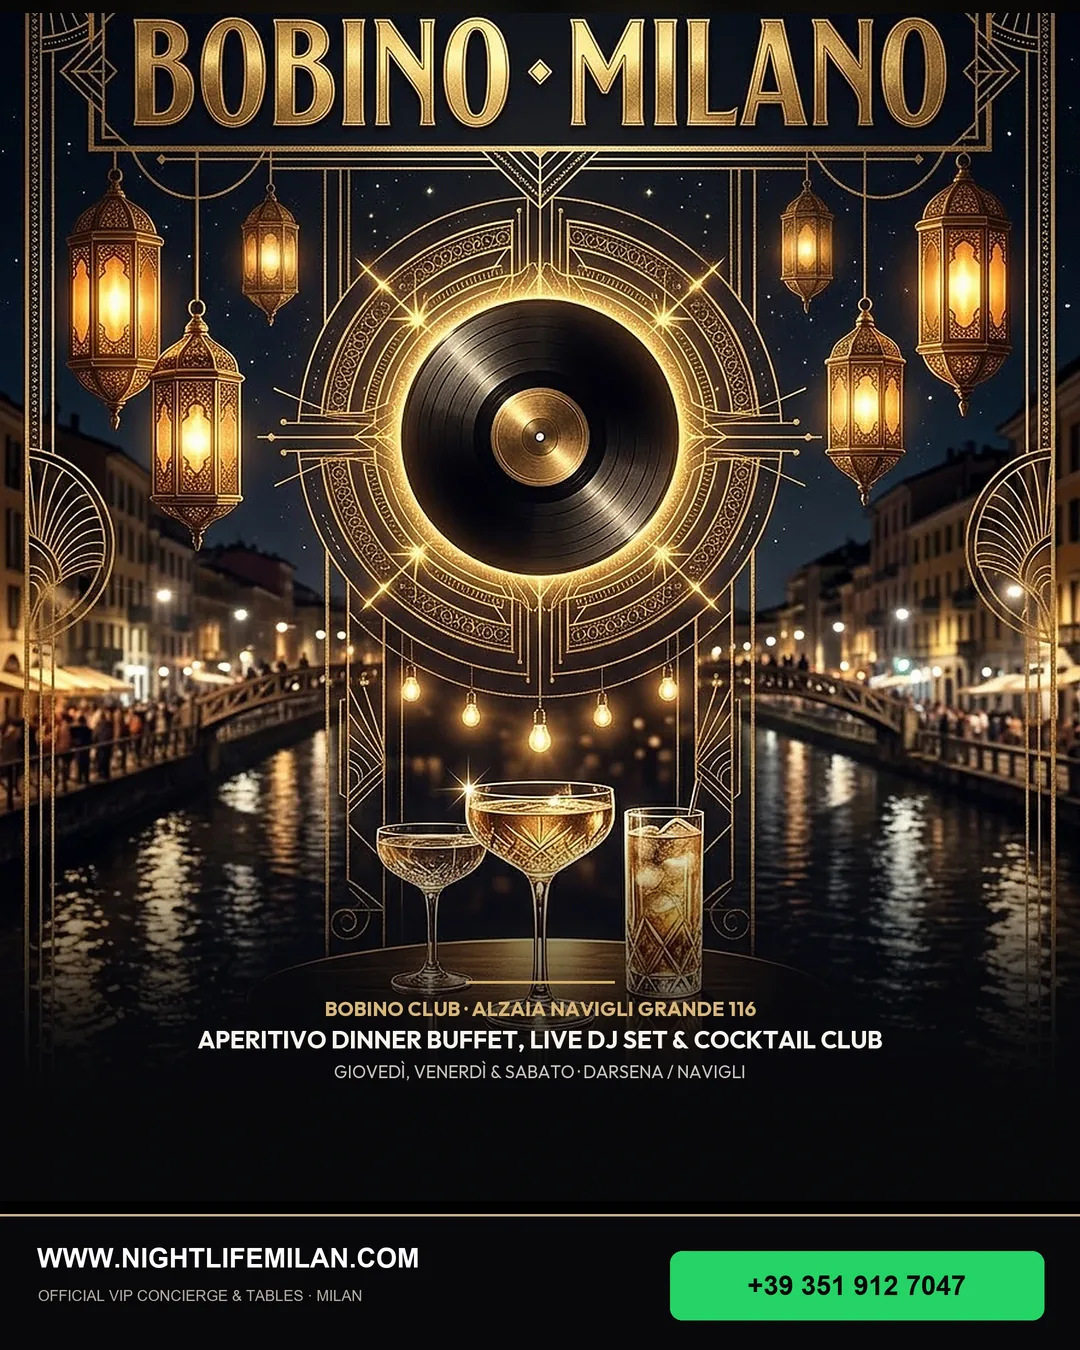 BOBINO · MILANO
BOBINO CLUB · ALZAIA NAVIGLI GRANDE 116
APERITIVO DINNER BUFFET, LIVE DJ SET & COCKTAIL CLUB
GIOVEDÌ, VENERDÌ & SABATO · DARSENA / NAVIGLI
WWW.NIGHTLIFEMILAN.COM
+39 351 912 7047
OFFICIAL VIP CONCIERGE & TABLES · MILAN